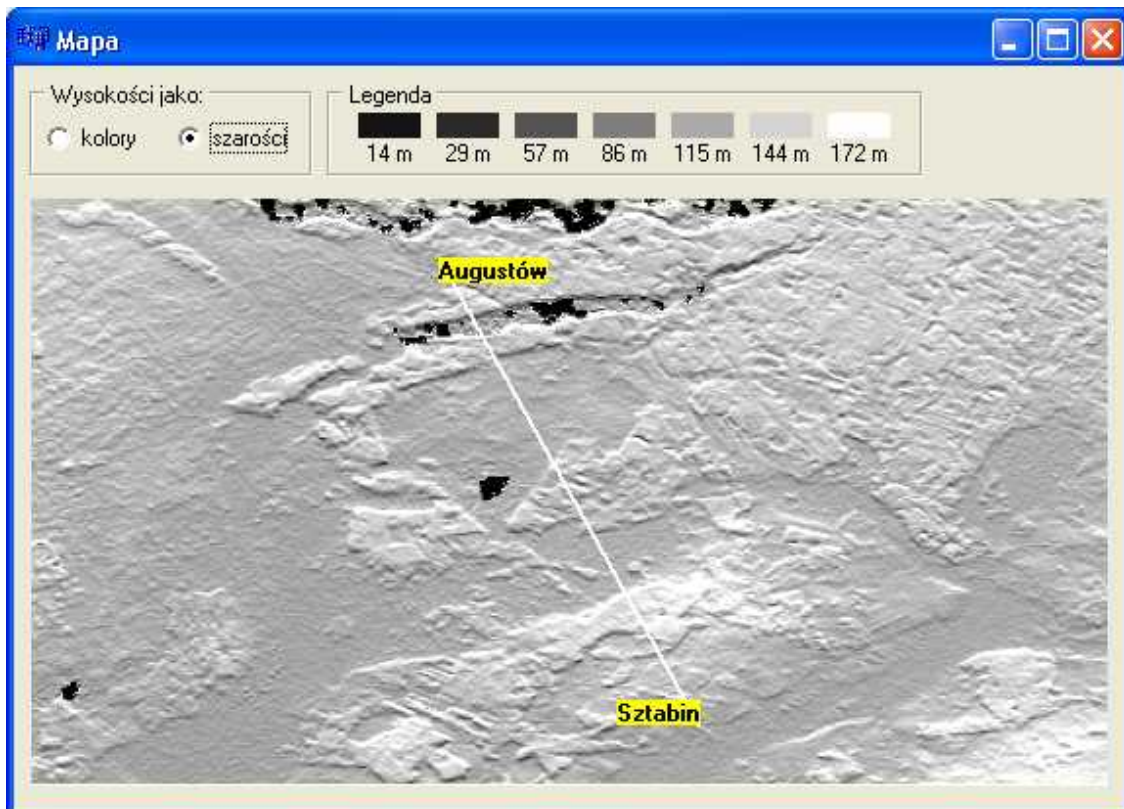 Mapa
Wysokości jako:
kolory
szarości
Legenda
14 m 29 m 57 m 86 m 115 m 144 m 172 m
Augustów
Sztabin